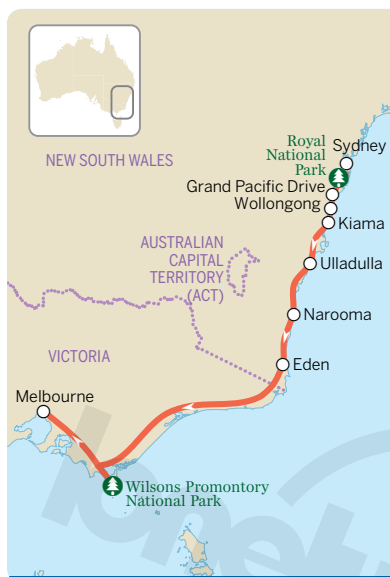 Royal
National
Park
Sydney
NEW SOUTH WALES
Grand Pacific Drive
Wollongong
Kiama
AUSTRALIAN
CAPITAL
TERRITORY
(ACT)
Ulladulla
Narooma
VICTORIA
Eden
Melbourne
Wilsons Promontory
National Park